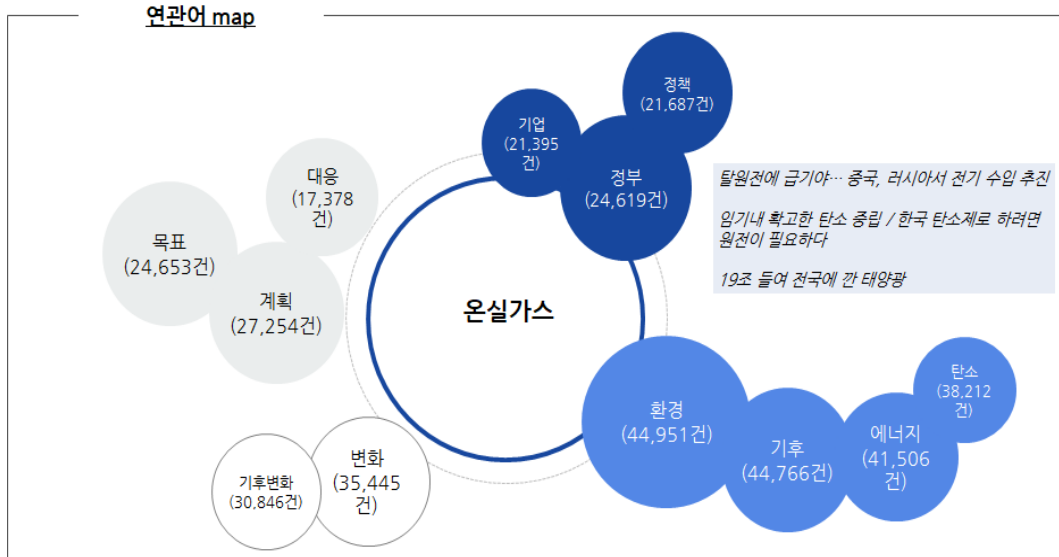 연관어 map
정책
(21,687건)
기업
(21,395
건)
정부
(24,619건)
대응
(17,378
건)
목표
(24,653건)
계획
(27,254건)
탈원전에 급기야… 중국, 러시아서 전기 수입 추진
임기내 확고한 탄소 중립 / 한국 탄소제로 하려면
원전이 필요하다
19조 들여 전국에 깐 태양광
온실가스
환경
(44,951건)
기후
(44,766건)
에너지
(41,506
건)
탄소
(38,212
건)
변화
(35,445
건)
기후변화
(30,846건)